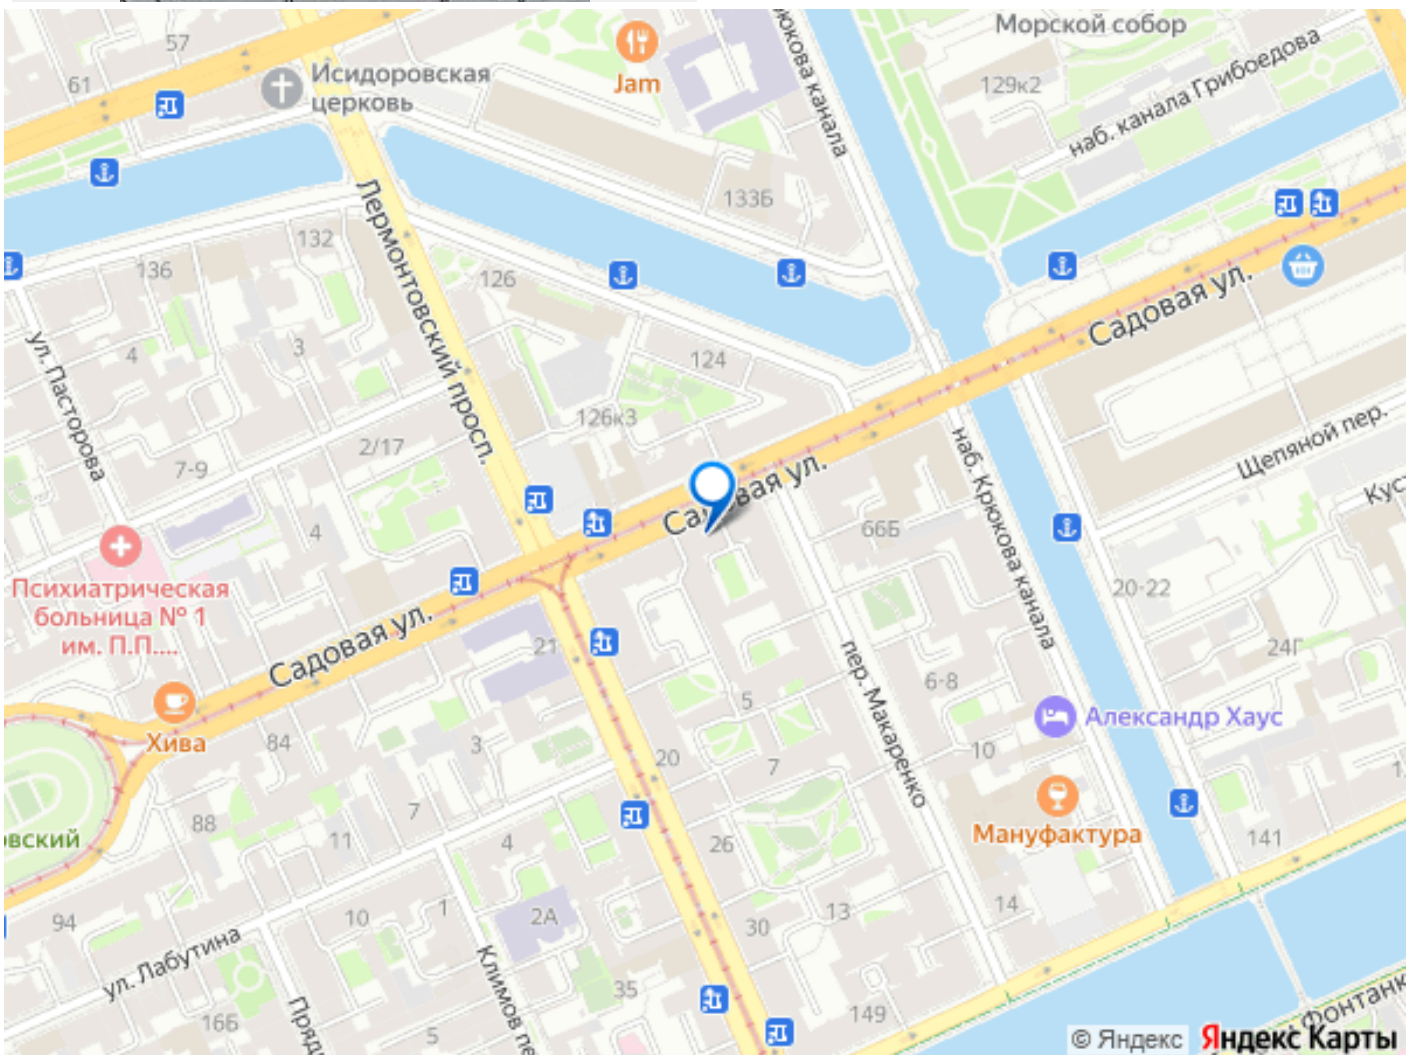 Морской собор
57
Jam
Исидоровская
церковь
61
129к2
наб. канала Грибоедова
Крюкова канала
133Б
Лермонтовский просп.
132
136
126
Садовая ул.
ул. Пасторова
4
3
124
126к3
2/17
7-9
наб. Крюкова канала
Щепяной пер.
4
Садовая ул.
66Б
Психиатрическая
больница № 1
им. П.П....
20-22
Садовая ул.
21
24Г
пер. Макаренко
5
6-8
Александр Хаус
Хива
84
3
20
7
10
7
88
11
4
26
Мануфактура
141
94
10
1
2А
30
13
14
ул. Лабутина
35
149
16Б
5
© Яндекс Яндекс Карты